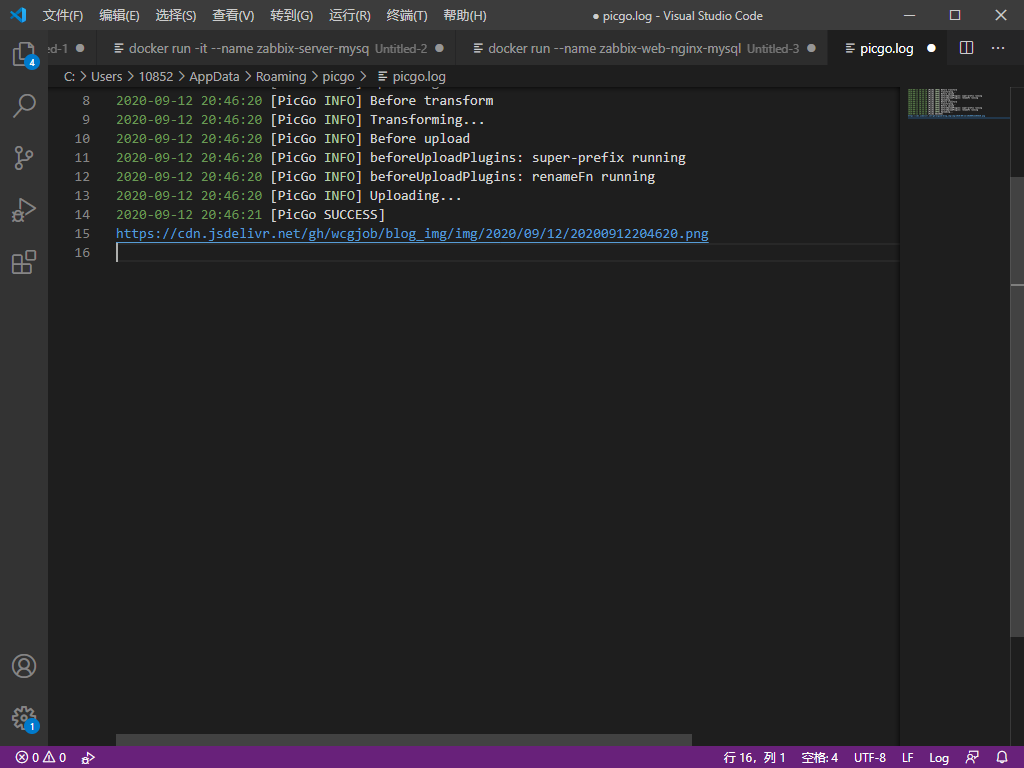 文件(F) 编辑(E) 选择(S) 查看(V) 转到(G) 运行(R) 终端(T) 帮助(H) ● picgo.log - Visual Studio Code
ed-1 ● docker run -it --name zabbix-server-mysq Untitled-2 ● docker run --name zabbix-web-nginx-mysql Untitled-3 ● picgo.log ● ···
C: > Users > 10852 > AppData > Roaming > picgo > picgo.log
8 2020-09-12 20:46:20 [PicGo INFO] Before transform
9 2020-09-12 20:46:20 [PicGo INFO] Transforming...
10 2020-09-12 20:46:20 [PicGo INFO] Before upload
11 2020-09-12 20:46:20 [PicGo INFO] beforeUploadPlugins: super-prefix running
12 2020-09-12 20:46:20 [PicGo INFO] beforeUploadPlugins: renameFn running
13 2020-09-12 20:46:20 [PicGo INFO] Uploading...
14 2020-09-12 20:46:21 [PicGo SUCCESS]
15 https://cdn.jsdelivr.net/gh/wcgjob/blog_img/img/2020/09/12/20200912204620.png
16
4
1
0 0 行 16，列 1 空格: 4 UTF-8 LF Log